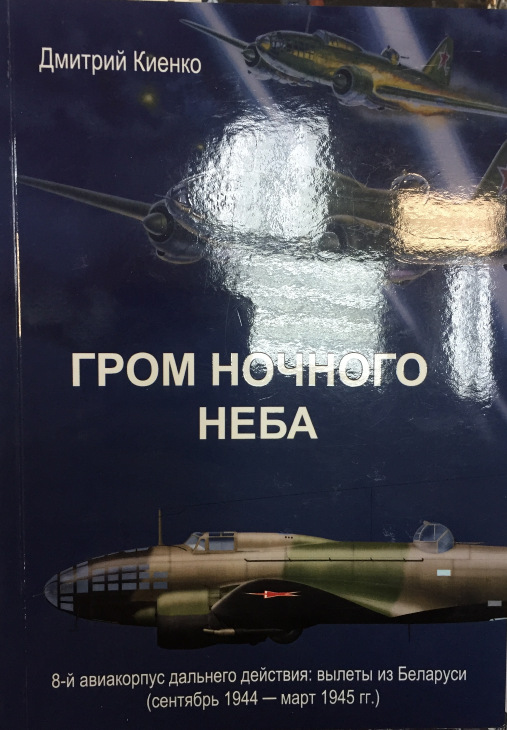 Дмитрий Киенко
ГРОМ НОЧНОГО
НЕБА
8-й авиакорпус дальнего действия: вылеты из Беларуси
(сентябрь 1944 — март 1945 гг.)